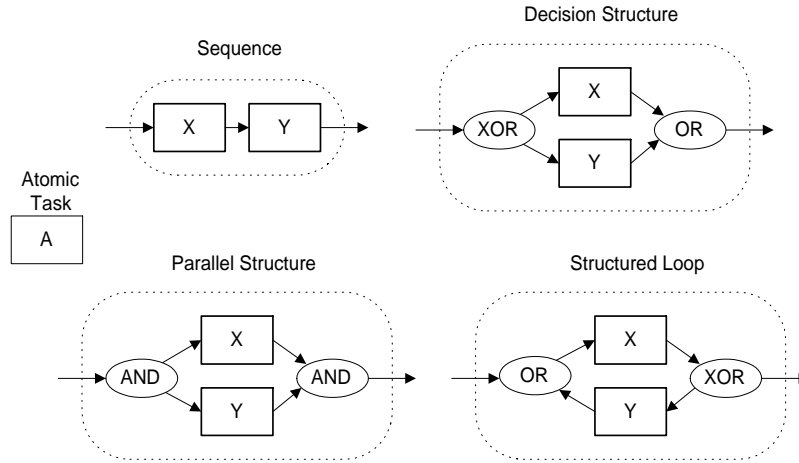 Decision Structure
Sequence
X
X
Y
XOR
OR
Y
Atomic
Task
A
Parallel Structure
Structured Loop
X
X
AND
AND
OR
XOR
Y
Y